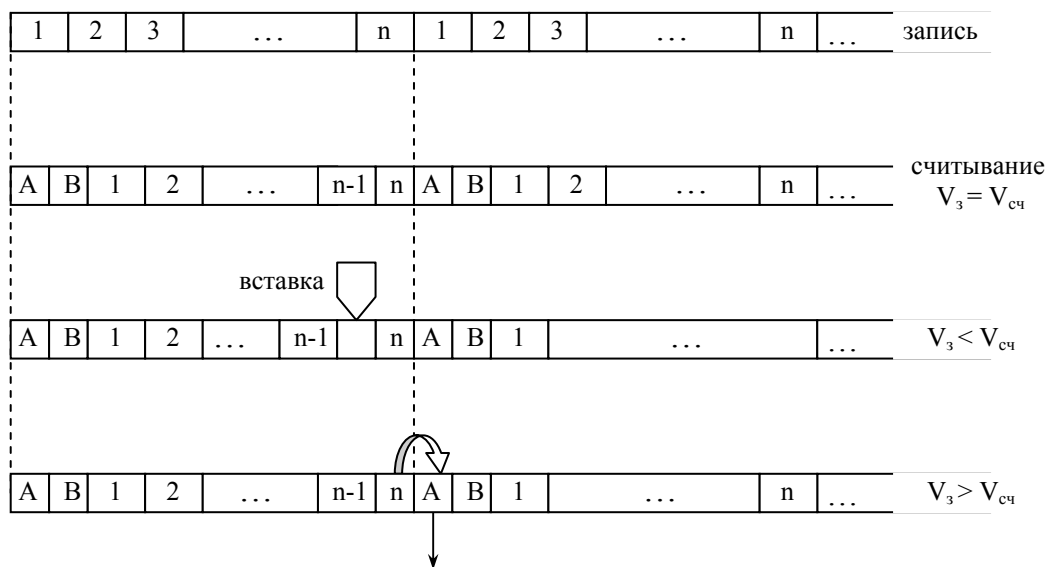 1 2 3 ... n 1 2 3 ... n ... запись
A B 1 2 ... n-1 n A B 1 2 ... n ... считывание
Vз = Vсч
вставка
A B 1 2 ... n-1 n A B 1 ... ... Vз < Vсч
A B 1 2 ... n-1 n A B 1 ... n ... Vз > Vсч